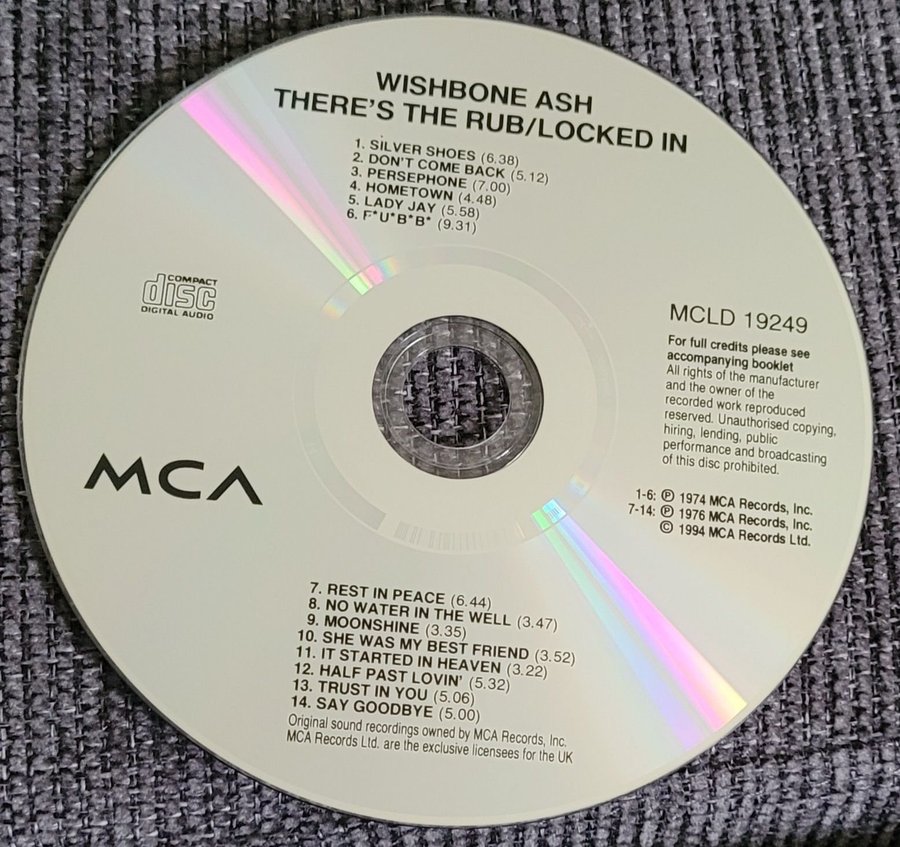 WISHBONE ASH
THERE'S THE RUB/LOCKED IN
1. SILVER SHOES (6.38)
2. DON'T COME BACK (5.12)
3. PERSEPHONE (7.00)
4. HOMETOWN (4.48)
5. LADY JAY (5.58)
6. F*U*B*B* (9.31)
COMPACT
disc
DIGITAL AUDIO
MCLD 19249
For full credits please see
accompanying booklet
All rights of the manufacturer
and the owner of the
recorded work reproduced
reserved. Unauthorised copying,
hiring, lending, public
performance and broadcasting
of this disc prohibited.
MCA
1-6: ℗ 1974 MCA Records, Inc.
7-14: ℗ 1976 MCA Records, Inc.
© 1994 MCA Records Ltd.
7. REST IN PEACE (6.44)
8. NO WATER IN THE WELL (3.47)
9. MOONSHINE (3.35)
10. SHE WAS MY BEST FRIEND (3.52)
11. IT STARTED IN HEAVEN (3.22)
12. HALF PAST LOVIN' (5.32)
13. TRUST IN YOU (5.06)
14. SAY GOODBYE (5.00)
Original sound recordings owned by MCA Records, Inc.
MCA Records Ltd. are the exclusive licensees for the UK